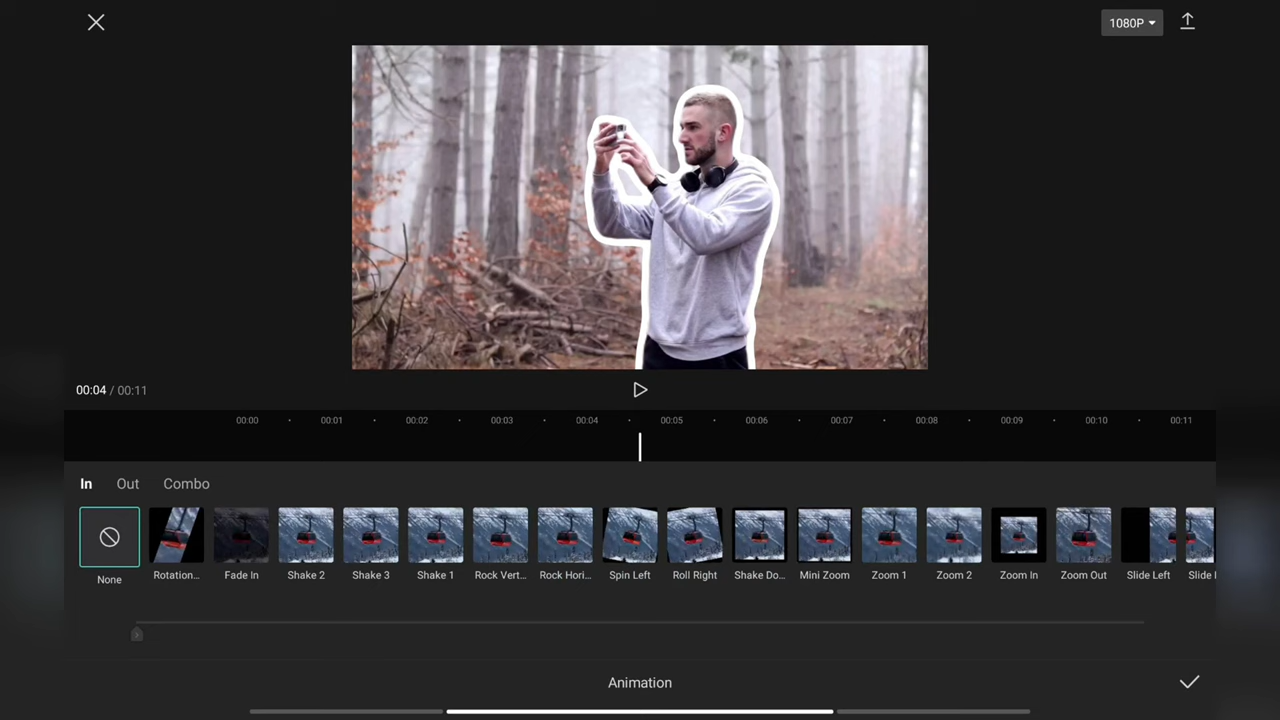 1080P
00:04 / 00:11
00:00 00:01 00:02 00:03 00:04 00:05 00:06 00:07 00:08 00:09 00:10 00:11
In Out Combo
None Rotation... Fade In Shake 2 Shake 3 Shake 1 Rock Vert... Rock Hori... Spin Left Roll Right Shake Do... Mini Zoom Zoom 1 Zoom 2 Zoom In Zoom Out Slide Left Slide
Animation